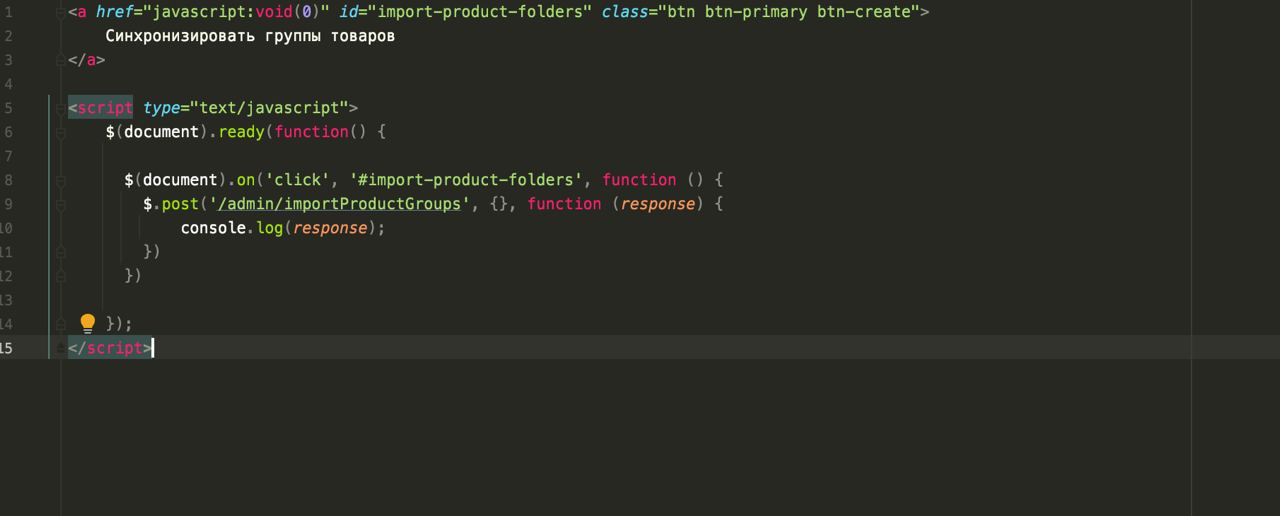 1 <a href="javascript:void(0)" id="import-product-folders" class="btn btn-primary btn-create">
2 Синхронизировать группы товаров
3 </a>
4
5 <script type="text/javascript">
6 $(document).ready(function() {
7
8 $(document).on('click', '#import-product-folders', function () {
9 $.post('/admin/importProductGroups', {}, function (response) {
10 console.log(response);
11 })
12 })
13
14 });
15 </script>